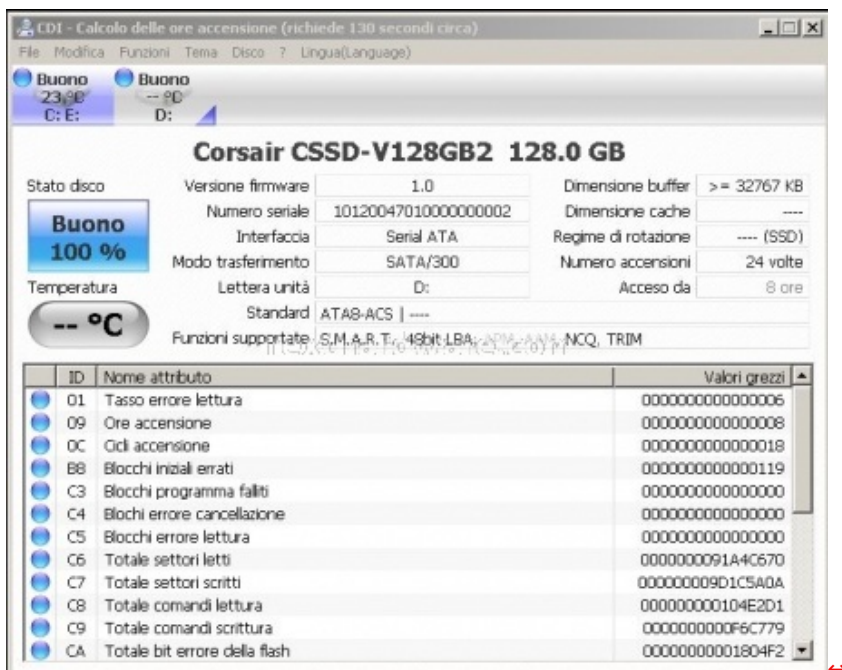 CDI - Calcolo delle ore accensione (richiede 130 secondi circa)
File Modifica Funzioni Tema Disco ? Lingua(Language)
Buono Buono
23 °C -- °C
C: E: D:
Corsair CSSD-V128GB2 128.0 GB
Stato disco
Buono
100 %
Temperatura
-- °C
Versione firmware 1.0
Numero seriale 10120047010000000002
Interfaccia Serial ATA
Modo trasferimento SATA/300
Lettera unità D:
Standard ATA8-ACS | ----
Funzioni supportate S.M.A.R.T., 48bit LBA, APM, AAM, NCQ, TRIM
Dimensione buffer >= 32767 KB
Dimensione cache ----
Regime di rotazione ---- (SSD)
Numero accensioni 24 volte
Acceso da 8 ore
ID Nome attributo Valori grezzi
01 Tasso errore lettura 0000000000000006
09 Ore accensione 0000000000000008
0C Cicli accensione 0000000000000018
B8 Blocchi iniziali errati 0000000000000119
C3 Blocchi programma falliti 0000000000000000
C4 Blochi errore cancellazione 0000000000000000
C5 Blocchi errore lettura 0000000000000000
C6 Totale settori letti 0000000091A4C670
C7 Totale settori scritti 000000009D1C5A0A
C8 Totale comandi lettura 000000000104E2D1
C9 Totale comandi scrittura 0000000000F6C779
CA Totale bit errore della flash 00000000001804F2